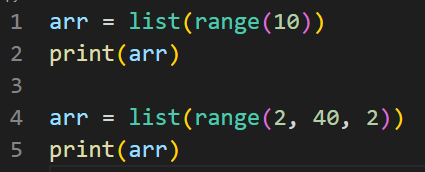 1 arr = list(range(10))
2 print(arr)
3
4 arr = list(range(2, 40, 2))
5 print(arr)